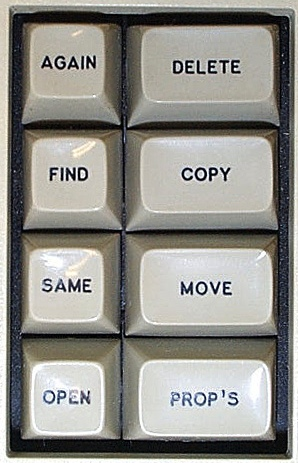 AGAIN DELETE
FIND COPY
SAME MOVE
OPEN PROP'S